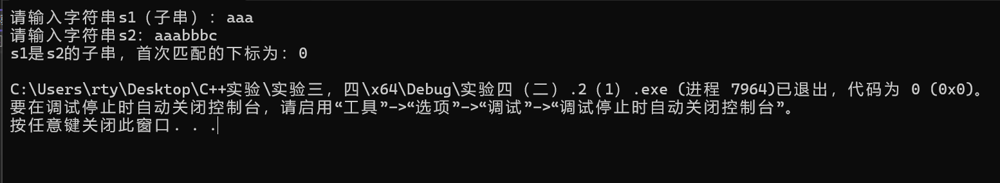 请输入字符串s1（子串）：aaa
请输入字符串s2：aaabbbc
s1是s2的子串，首次匹配的下标为：0
C:\Users\rty\Desktop\C++实验\实验三，四\x64\Debug\实验四（二）.2（1）.exe (进程 7964)已退出，代码为 0 (0x0)。
要在调试停止时自动关闭控制台，请启用“工具”->“选项”->“调试”->“调试停止时自动关闭控制台”。
按任意键关闭此窗口. . .